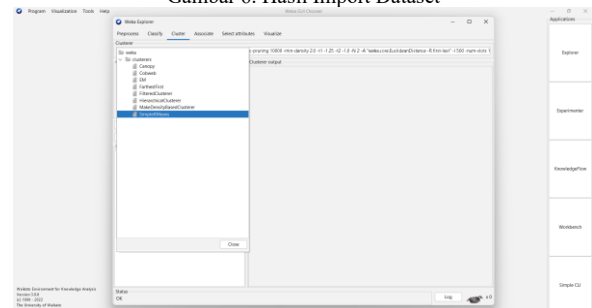 Gambar 6. Hasil Import Dataset
Program Visualization Tools Help
Weka GUI Chooser
Applications
Weka Explorer
Preprocess Classify Cluster Associate Select attributes Visualize
Clusterer
weka
clusterers
Canopy
Cobweb
EM
FarthestFirst
FilteredClusterer
HierarchicalClusterer
MakeDensityBasedClusterer
SimpleKMeans
Clusterer output
Close
Status
OK
Log
x 0
Explorer
Experimenter
KnowledgeFlow
Workbench
Simple CLI
Waikato Environment for Knowledge Analysis
The University of Waikato